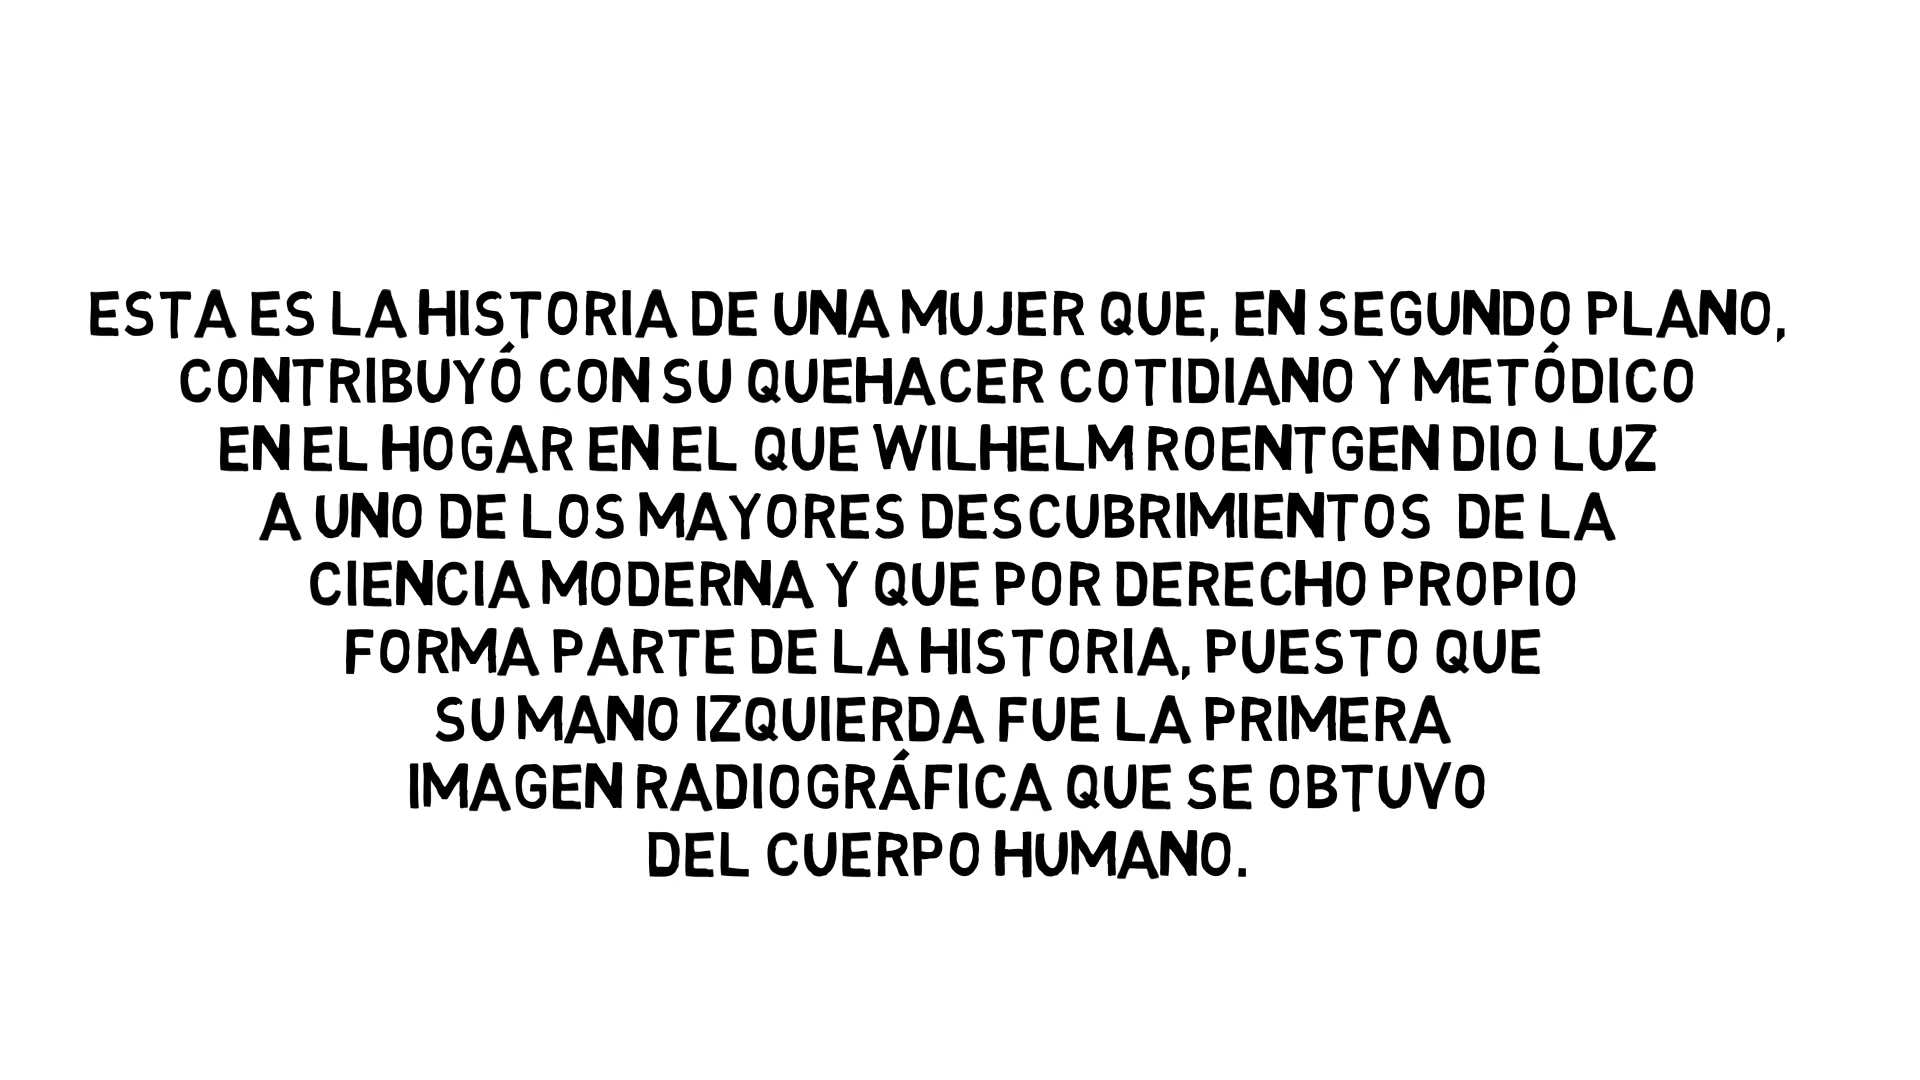 ESTA ES LA HISTORIA DE UNA MUJER QUE, EN SEGUNDO PLANO,
CONTRIBUYÓ CON SU QUEHACER COTIDIANO Y METÓDICO
EN EL HOGAR EN EL QUE WILHELM ROENTGEN DIO LUZ
A UNO DE LOS MAYORES DESCUBRIMIENTOS DE LA
CIENCIA MODERNA Y QUE POR DERECHO PROPIO
FORMA PARTE DE LA HISTORIA, PUESTO QUE
SU MANO IZQUIERDA FUE LA PRIMERA
IMAGEN RADIOGRÁFICA QUE SE OBTUVO
DEL CUERPO HUMANO.